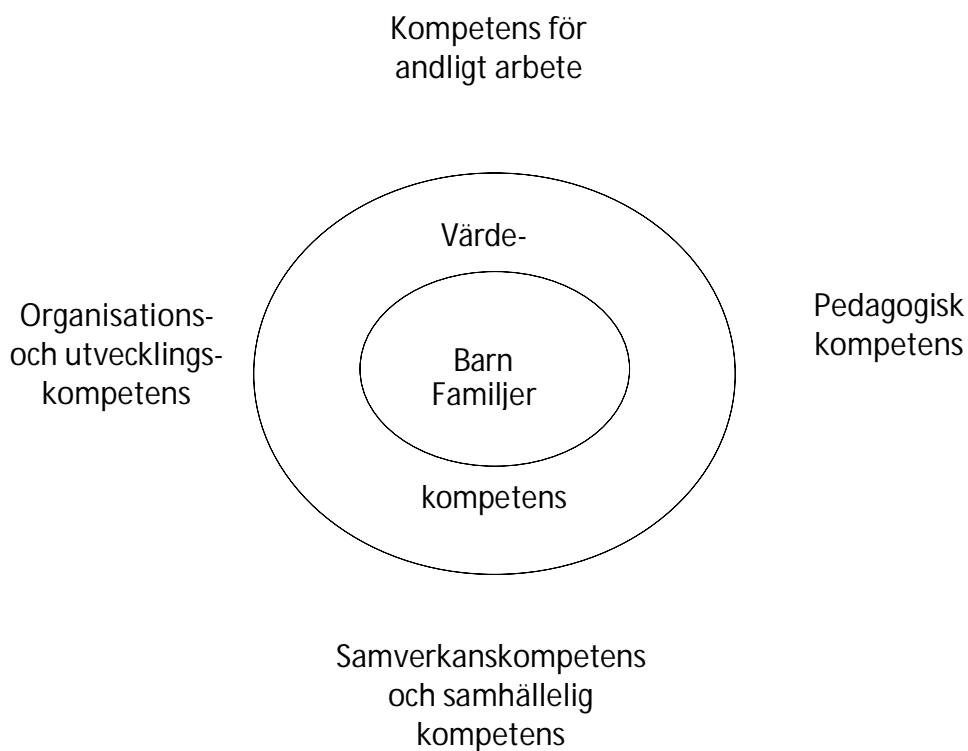 Kompetens för
andligt arbete
Värde-
Organisations-
och utvecklings-
kompetens
Barn
Familjer
Pedagogisk
kompetens
kompetens
Samverkanskompetens
och samhällelig
kompetens